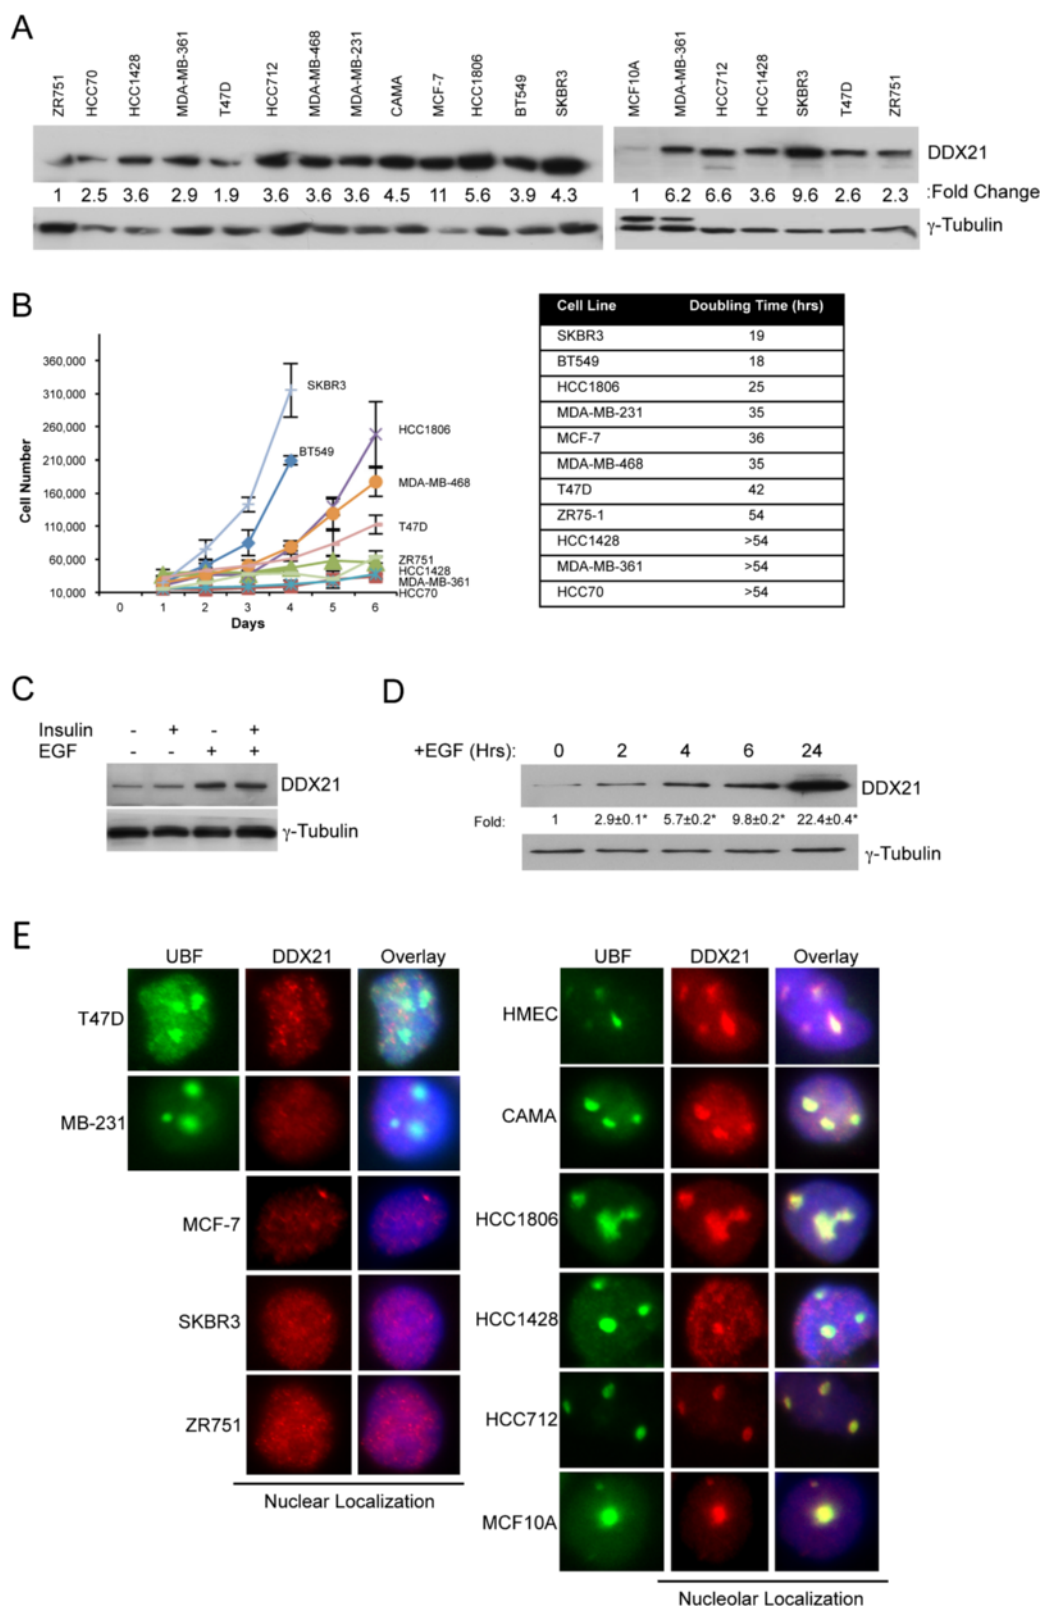 A
ZR751 HCC70 HCC1428 MDA-MB-361 T47D HCC712 MDA-MB-468 MDA-MB-231 CAMA MCF-7 HCC1806 BT549 SKBR3
MCF10A MDA-MB-361 HCC712 HCC1428 SKBR3 T47D ZR751
DDX21
1 2.5 3.6 2.9 1.9 3.6 3.6 3.6 4.5 11 5.6 3.9 4.3
1 6.2 6.6 3.6 9.6 2.6 2.3 :Fold Change
γ-Tubulin
B
Cell Number
360,000
310,000
260,000
210,000
160,000
110,000
60,000
10,000
SKBR3
BT549
HCC1806
MDA-MB-468
T47D
ZR751
HCC1428
MDA-MB-361
HCC70
0 1 2 3 4 5 6
Days
Cell Line Doubling Time (hrs)
SKBR3 19
BT549 18
HCC1806 25
MDA-MB-231 35
MCF-7 36
MDA-MB-468 35
T47D 42
ZR75-1 54
HCC1428 >54
MDA-MB-361 >54
HCC70 >54
C
Insulin - + - +
EGF - - + +
DDX21
γ-Tubulin
D
+EGF (Hrs): 0 2 4 6 24
DDX21
Fold: 1 2.9±0.1* 5.7±0.2* 9.8±0.2* 22.4±0.4*
γ-Tubulin
E
UBF DDX21 Overlay
T47D
MB-231
MCF-7
SKBR3
ZR751
Nuclear Localization
UBF DDX21 Overlay
HMEC
CAMA
HCC1806
HCC1428
HCC712
MCF10A
Nucleolar Localization